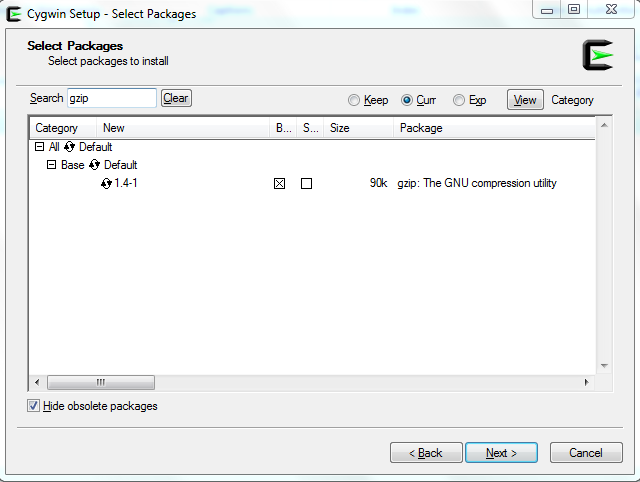 Cygwin Setup - Select Packages
Select Packages
Select packages to install
Search gzip Clear Keep Curr Exp View Category
Category New B... S... Size Package
All Default
Base Default
1.4-1 90k gzip: The GNU compression utility
Hide obsolete packages
< Back Next > Cancel